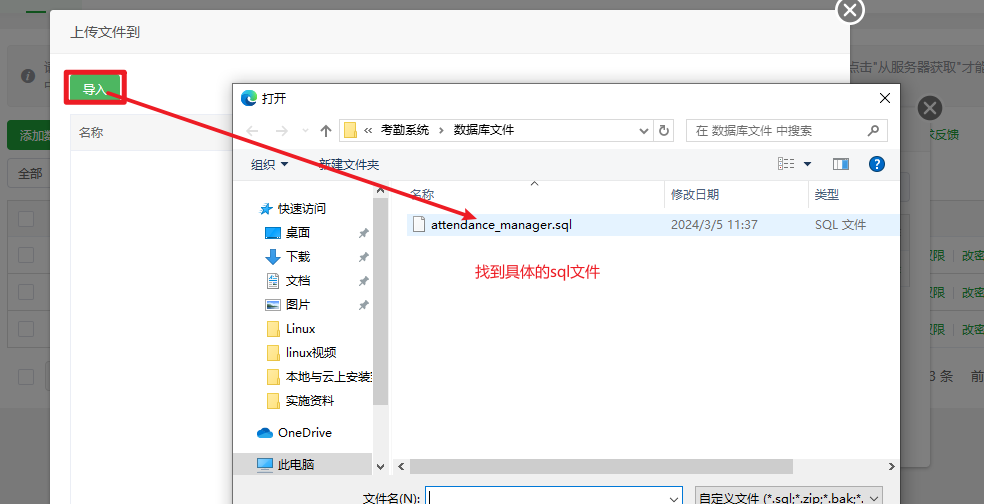 上传文件到
点击"从服务器获取"才能
导入
打开
名称
« 考勤系统 › 数据库文件
在 数据库文件 中搜索
添加数
求反馈
组织
新建文件夹
全部
名称
修改日期
类型
快速访问
attendance_manager.sql
2024/3/5 11:37
SQL 文件
桌面
下载
权限 | 改密
找到具体的sql文件
文档
图片
权限 | 改密
Linux
权限 | 改密
linux视频
本地与云上安装
3 条
前
实施资料
OneDrive
此电脑
文件名(N):
自定义文件 (*.sql;*.zip;*.bak;*.